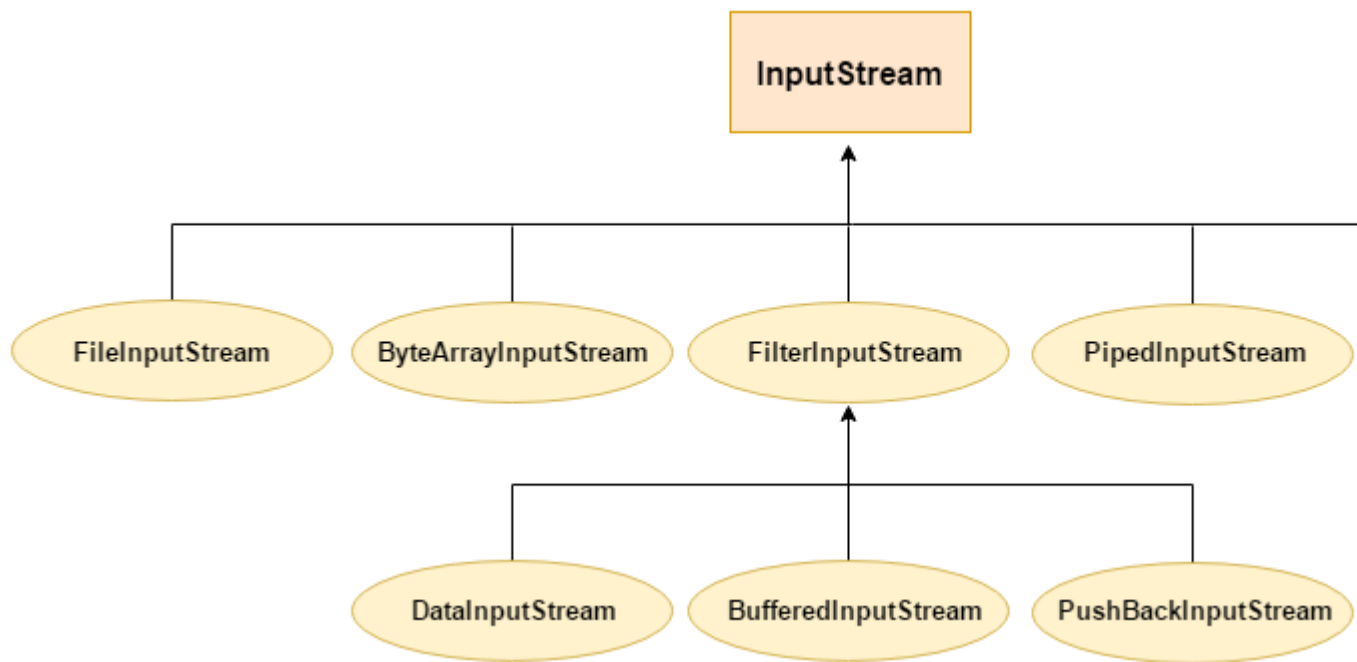 InputStream
FileInputStream
ByteArrayInputStream
FilterInputStream
PipedInputStream
DataInputStream
BufferedInputStream
PushBackInputStream